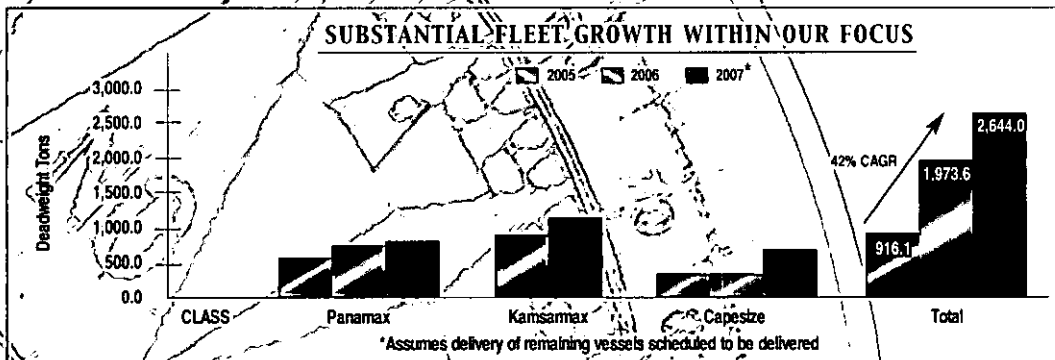 SUBSTANTIAL FLEET GROWTH WITHIN OUR FOCUS
2005 2006 2007*
Deadweight Tons
3,000.0
2,500.0
2,000.0
1,500.0
1,000.0
500.0
0.0
42% CAGR
916.1
1,973.6
2,644.0
CLASS Panamax Kamsarmax Capesize Total
*Assumes delivery of remaining vessels scheduled to be delivered